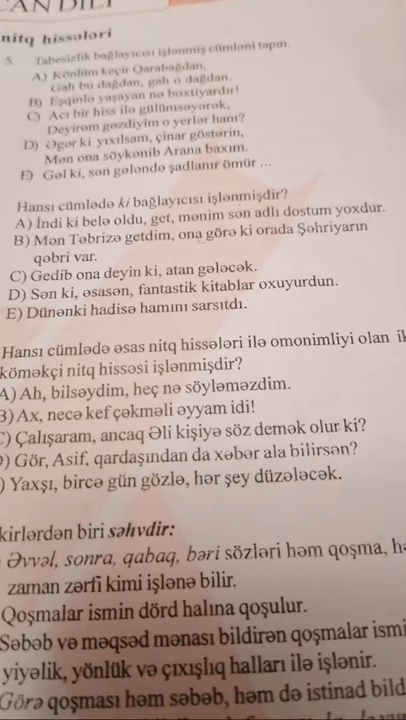 CAN DİLİ
nitq hissələri
5. Tabesizlik bağlayıcısı işlənmiş cümləni tapın.
A) Könlüm keçir Qarabağdan,
Gah bu dağdan, gah o dağdan.
B) Eşqinlə yaşayan nə bəxtiyardır!
C) Acı bir hiss ilə gülümsəyərək,
Deyirəm gəzdiyim o yerlər hanı?
D) Əgər ki yıxılsam, çinar göstərin,
Mən ona söykənib Arana baxım.
E) Gəl ki, sən gələndə şadlanır ömür ...
Hansı cümlədə ki bağlayıcısı işlənmişdir?
A) İndi ki belə oldu, get, mənim sən adlı dostum yoxdur.
B) Mən Təbrizə getdim, ona görə ki orada Şəhriyarın
qəbri var.
C) Gedib ona deyin ki, atan gələcək.
D) Sən ki, əsasən, fantastik kitablar oxuyurdun.
E) Dünənki hadisə hamını sarsıtdı.
Hansı cümlədə əsas nitq hissələri ilə omonimliyi olan ik
köməkçi nitq hissəsi işlənmişdir?
A) Ah, bilsəydim, heç nə söyləməzdim.
B) Ax, necə kef çəkməli əyyam idi!
C) Çalışaram, ancaq Əli kişiyə söz demək olur ki?
D) Gör, Asif, qardaşından da xəbər ala bilirsən?
) Yaxşı, bircə gün gözlə, hər şey düzələcək.
kirlərdən biri səhvdir:
Əvvəl, sonra, qabaq, bəri sözləri həm qoşma, hə
zaman zərfi kimi işlənə bilir.
Qoşmalar ismin dörd halına qoşulur.
Səbəb və məqsəd mənası bildirən qoşmalar ismi
yiyəlik, yönlük və çıxışlıq halları ilə işlənir.
Görə qoşması həm səbəb, həm də istinad bild